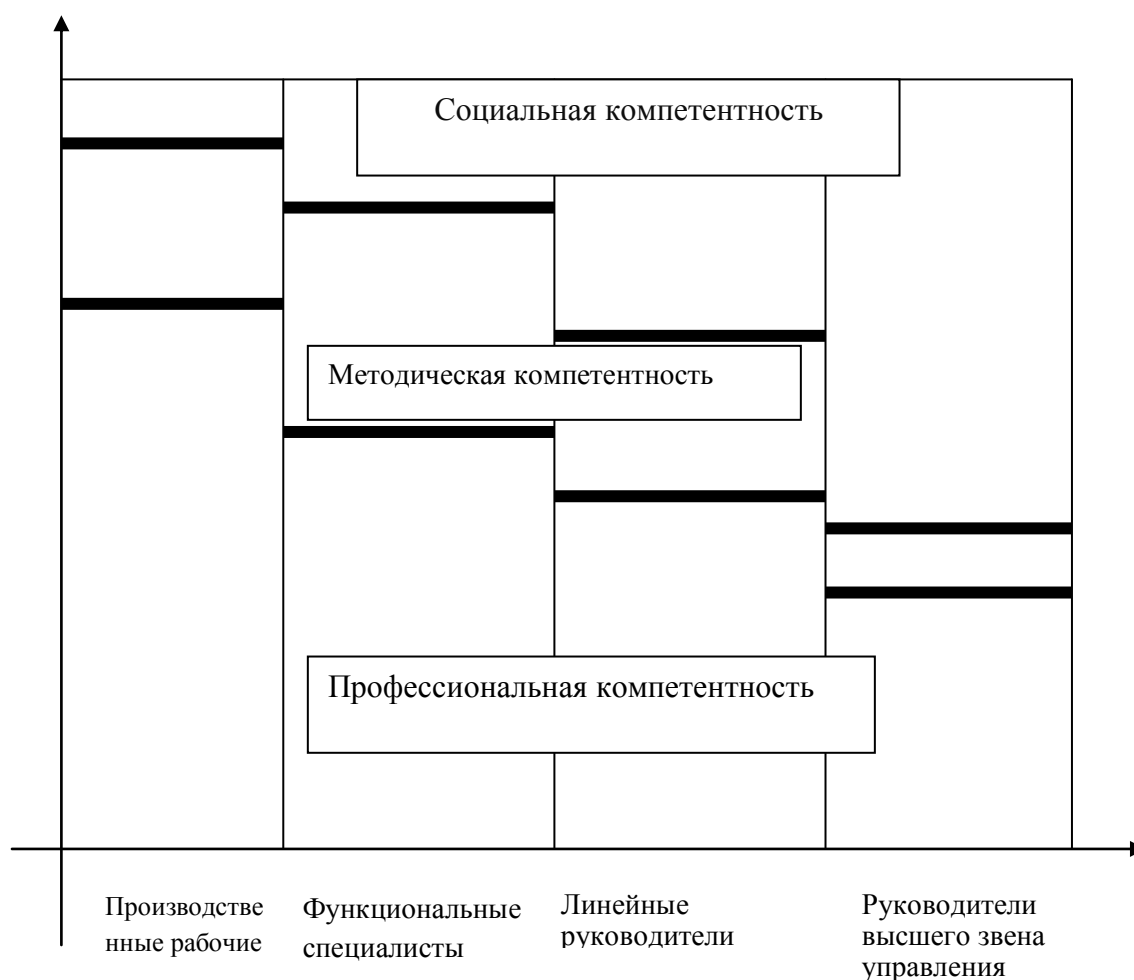 Социальная компетентность
Методическая компетентность
Профессиональная компетентность
Производстве
нные рабочие
Функциональные
специалисты
Линейные
руководители
Руководители
высшего звена
управления